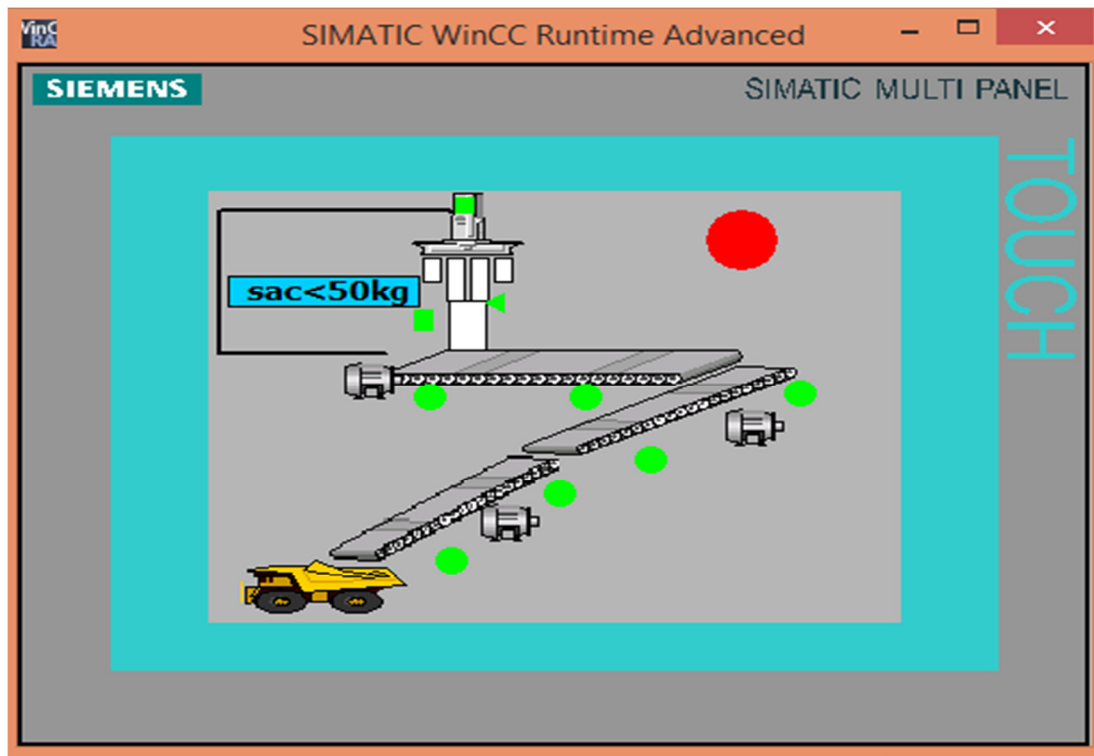 SIMATIC WinCC Runtime Advanced
SIEMENS
SIMATIC MULTI PANEL
TOUCH
sac<50kg